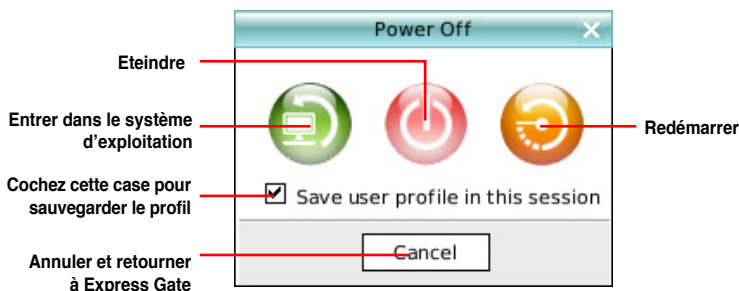 Power Off
Eteindre
Entrer dans le système
d'exploitation
Redémarrer
Cochez cette case pour
sauvegarder le profil
Save user profile in this session
Cancel
Annuler et retourner
à Express Gate